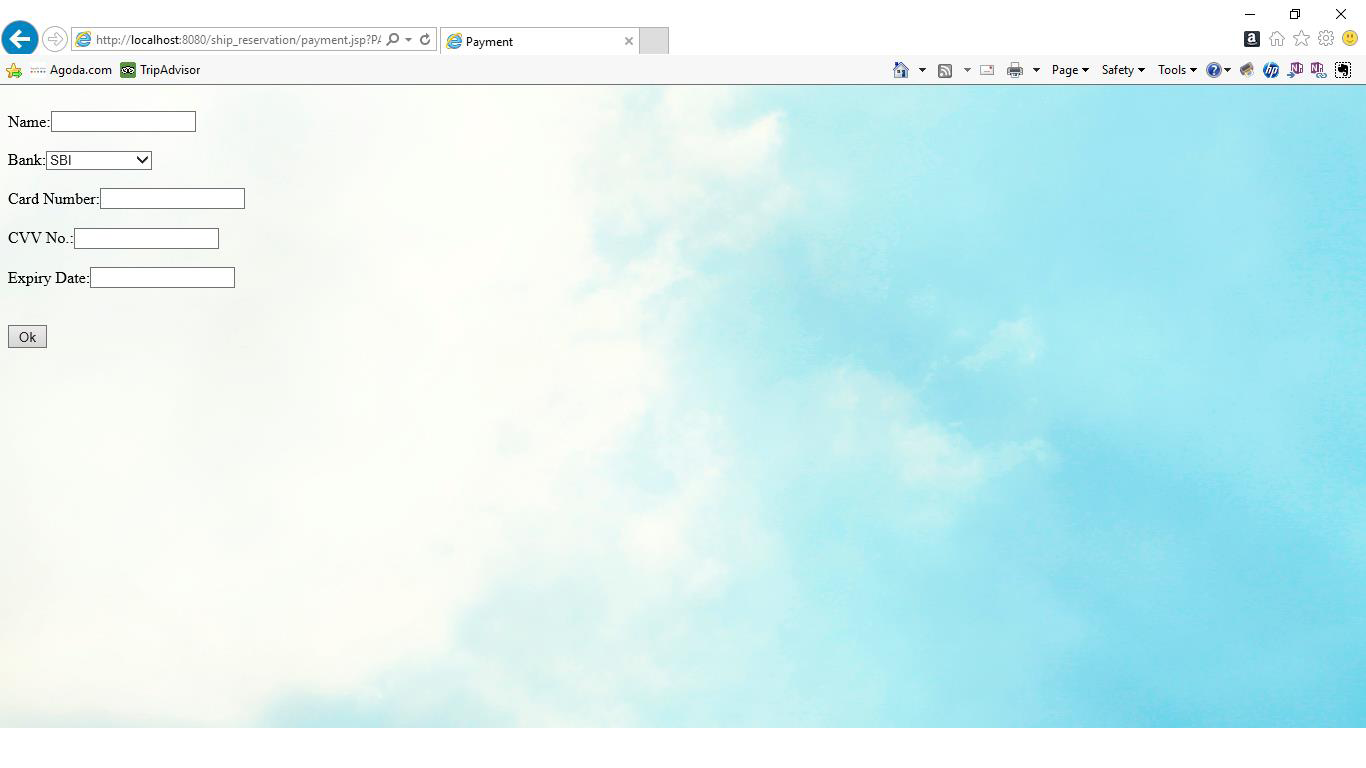 http://localhost:8080/ship_reservation/payment.jsp?PA
Payment
Agoda.com TripAdvisor
Page Safety Tools
Name:
Bank: SBI
Card Number:
CVV No.:
Expiry Date:
Ok